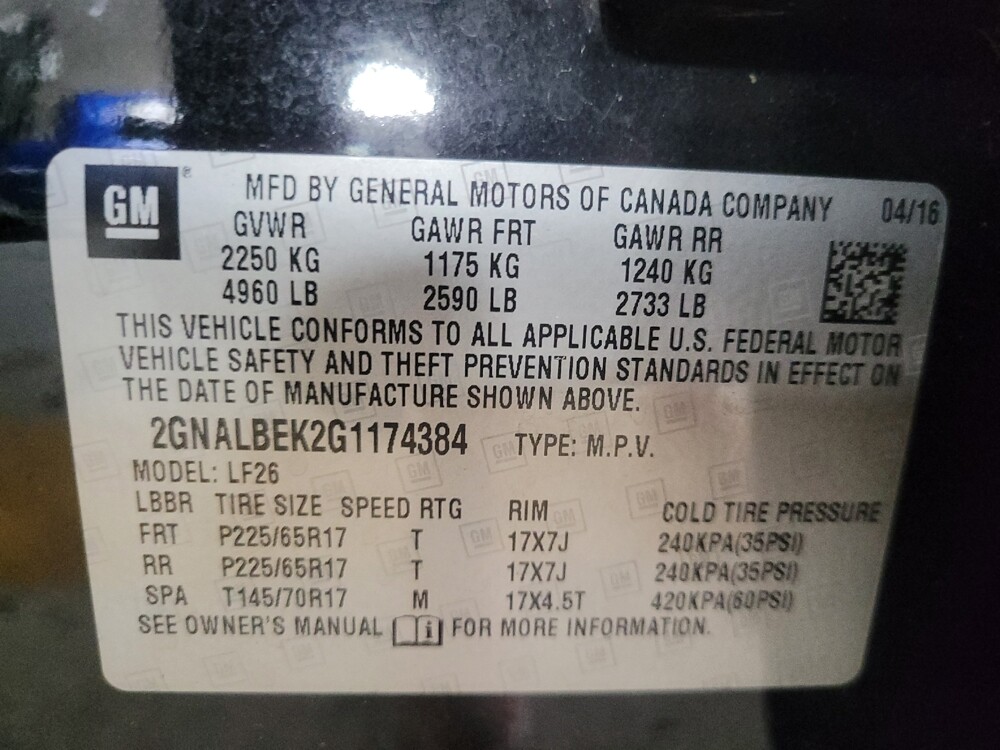 GM ® MFD BY GENERAL MOTORS OF CANADA COMPANY 04/16
GVWR GAWR FRT GAWR RR
2250 KG 1175 KG 1240 KG
4960 LB 2590 LB 2733 LB
THIS VEHICLE CONFORMS TO ALL APPLICABLE U.S. FEDERAL MOTOR
VEHICLE SAFETY AND THEFT PREVENTION STANDARDS IN EFFECT ON
THE DATE OF MANUFACTURE SHOWN ABOVE.
2GNALBEK2G1174384 TYPE: M.P.V.
MODEL: LF26
LBBR TIRE SIZE SPEED RTG RIM COLD TIRE PRESSURE
FRT P225/65R17 T 17X7J 240KPA(35PSI)
RR P225/65R17 T 17X7J 240KPA(35PSI)
SPA T145/70R17 M 17X4.5T 420KPA(60PSI)
SEE OWNER'S MANUAL i FOR MORE INFORMATION.